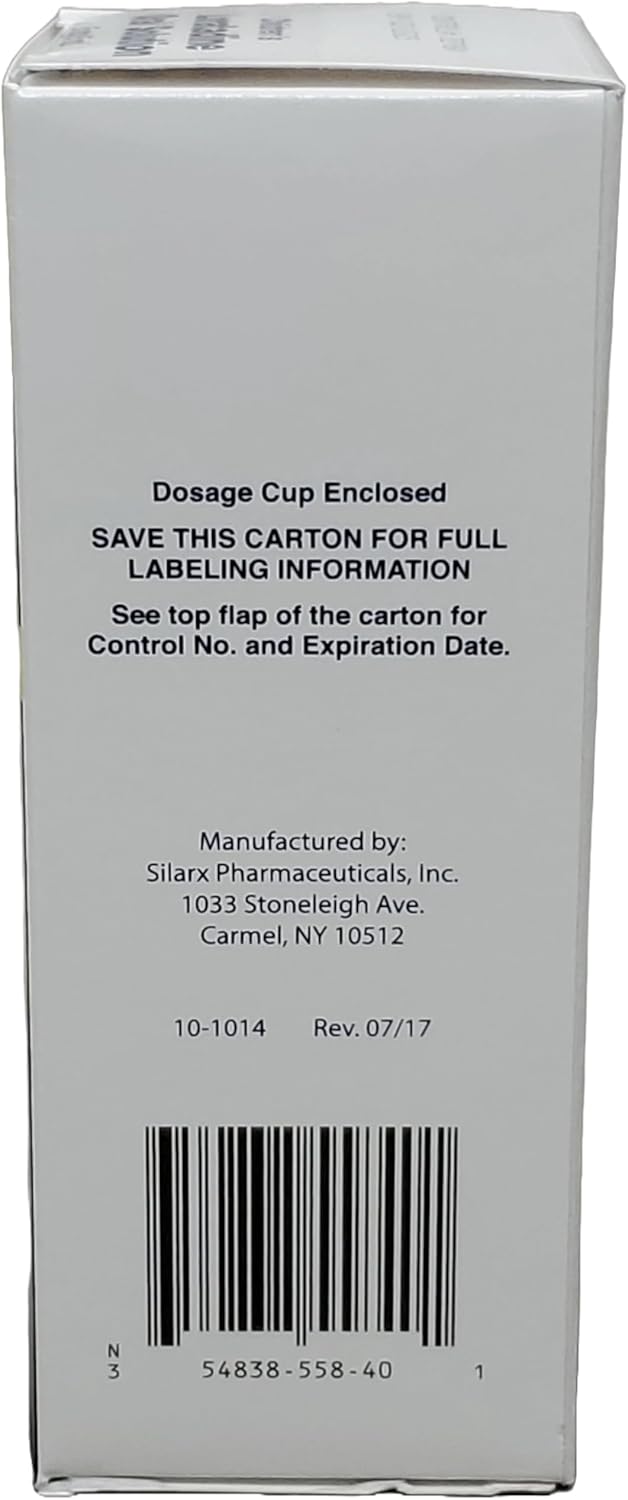 Dosage Cup Enclosed
SAVE THIS CARTON FOR FULL
LABELING INFORMATION
See top flap of the carton for
Control No. and Expiration Date.
Manufactured by:
Silarx Pharmaceuticals, Inc.
1033 Stoneleigh Ave.
Carmel, NY 10512
10-1014 Rev. 07/17
N
3 54838-558-40 1